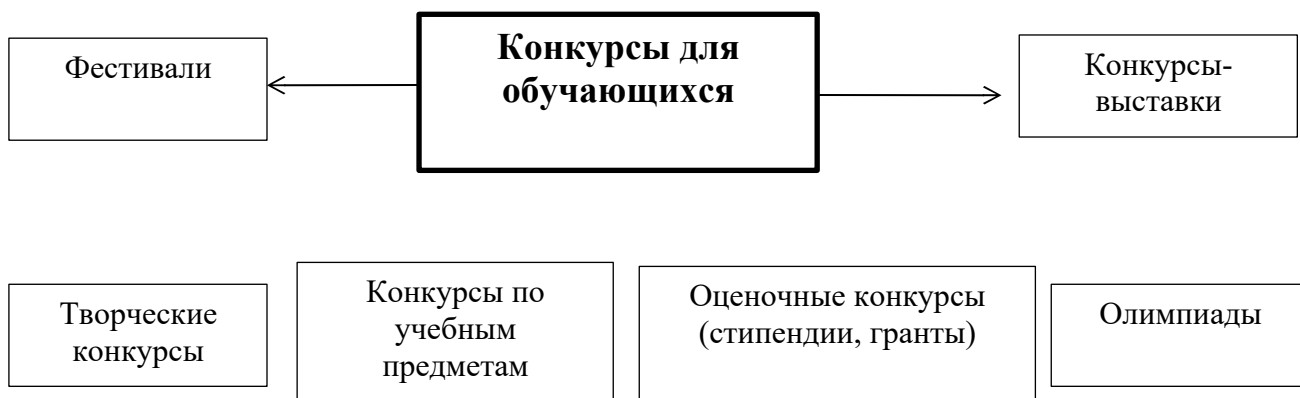 Фестивали
Конкурсы для
обучающихся
Конкурсы-
выставки
Творческие
конкурсы
Конкурсы по
учебным
предметам
Оценочные конкурсы
(стипендии, гранты)
Олимпиады